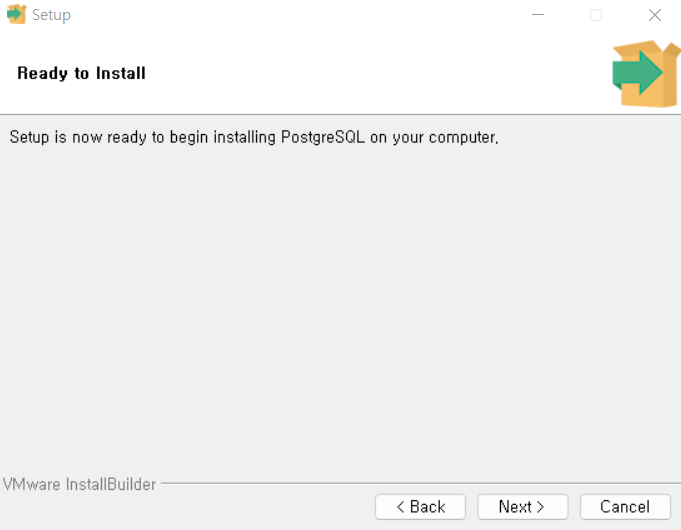 Setup
Ready to Install
Setup is now ready to begin installing PostgreSQL on your computer.
VMware InstallBuilder
< Back
Next >
Cancel